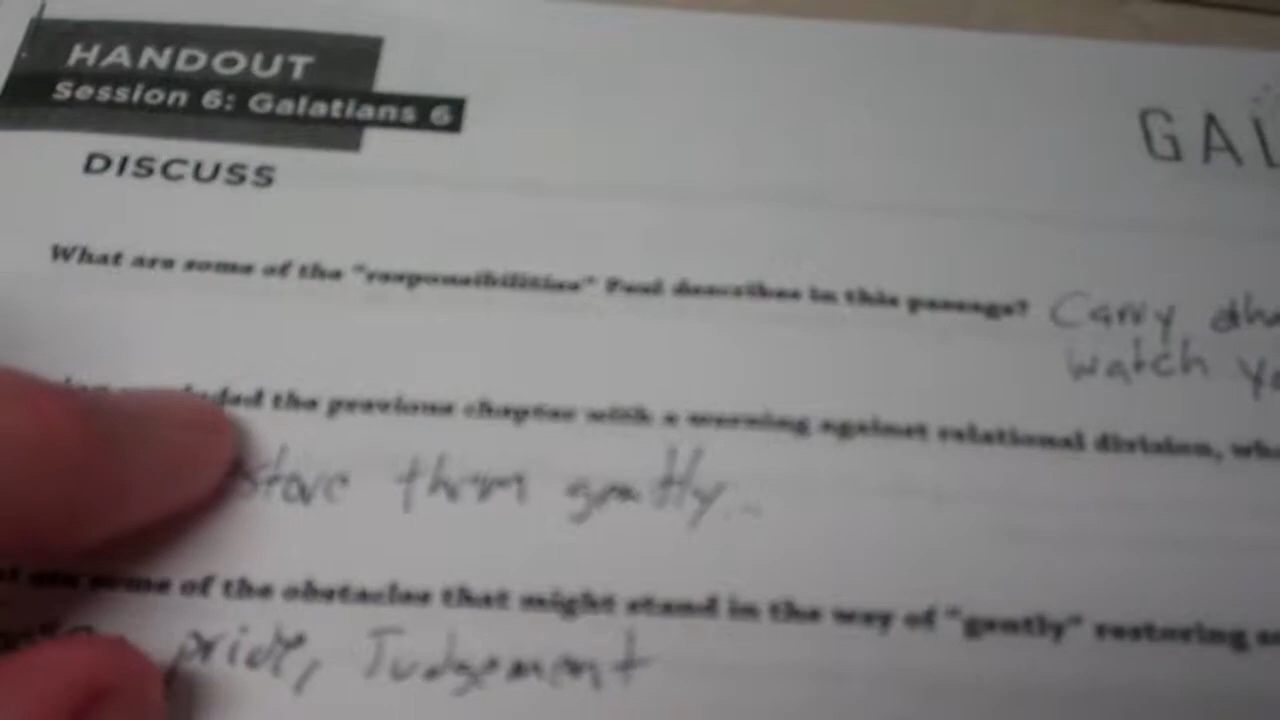 HANDOUT
Session 6: Galatians 6
GAL
DISCUSS
What are some of the "responsibilities" Paul describes in this passage? Carry
watch
the previous chapter with a warning against relational division,
them gently..
some of the obstacles that might stand in the way of "gently" restoring
pride, Judgement